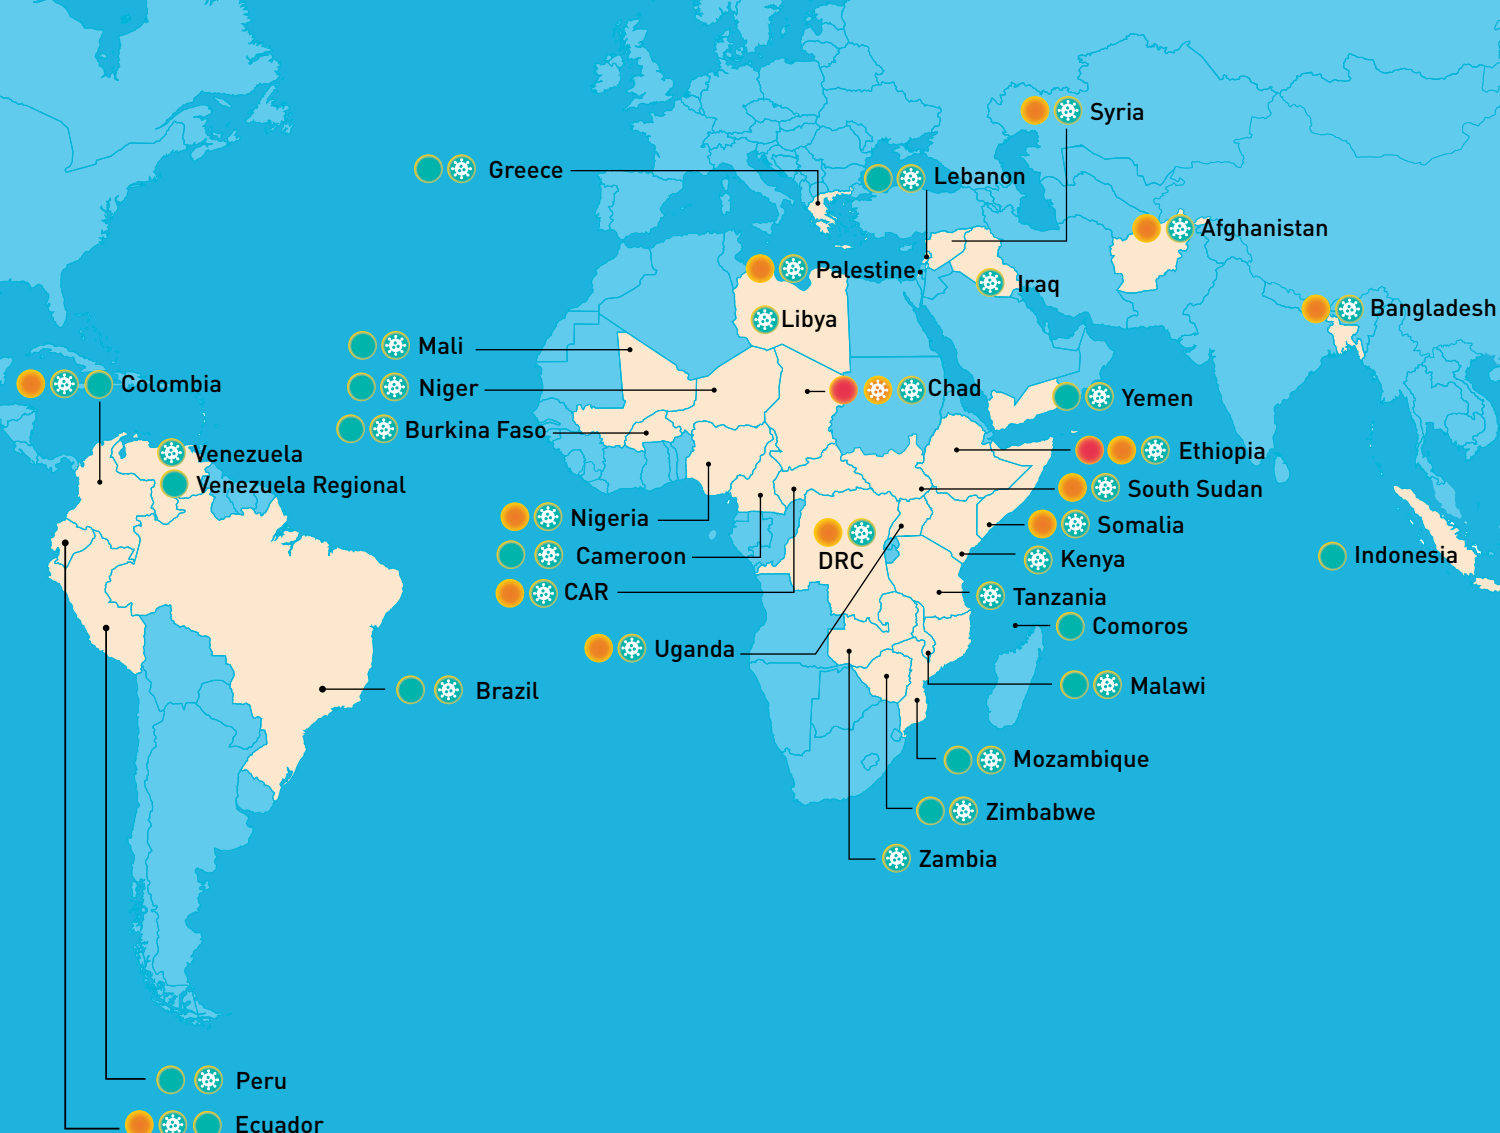 Syria
Greece
Lebanon
Afghanistan
Palestine
Iraq
Bangladesh
Libya
Mali
Colombia
Niger
Chad
Yemen
Burkina Faso
Venezuela
Ethiopia
Venezuela Regional
South Sudan
Nigeria
Somalia
Cameroon
DRC
Kenya
Indonesia
CAR
Tanzania
Comoros
Uganda
Malawi
Brazil
Mozambique
Zimbabwe
Zambia
Peru
Ecuador